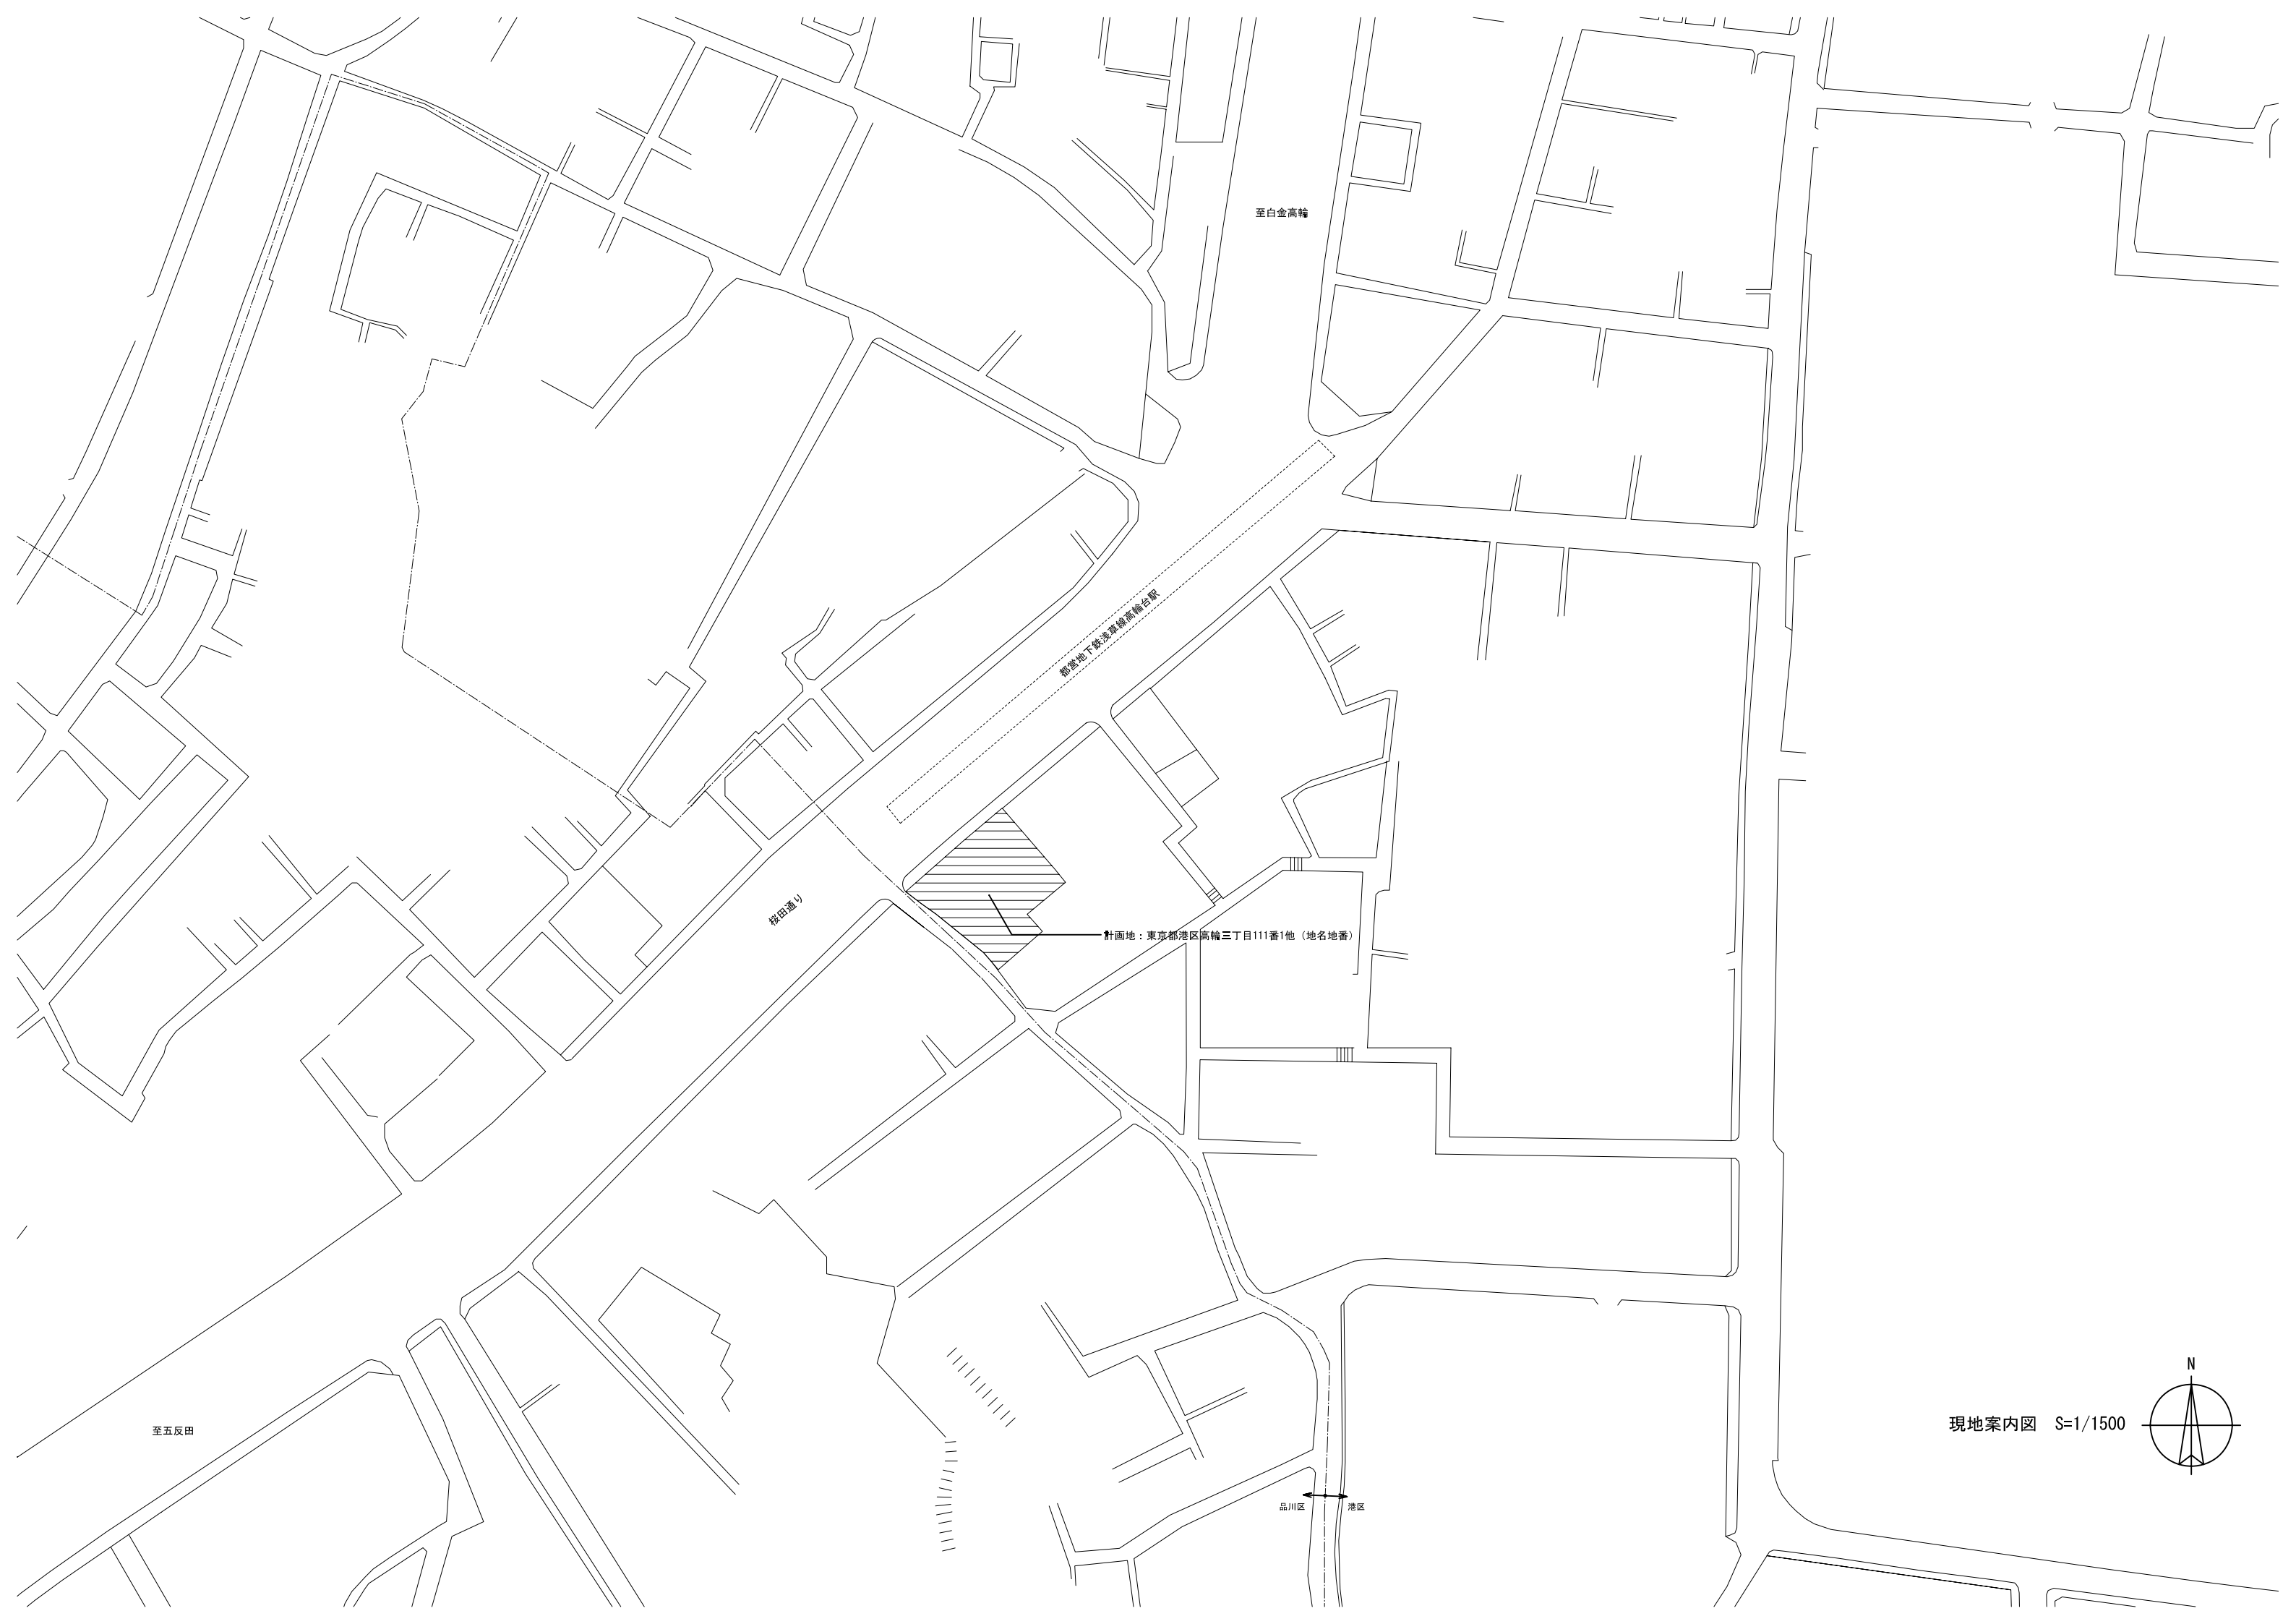 至白金高輪
都営地下鉄浅草線高輪台駅
桜田通り
計画地：東京都港区高輪三丁目111番1他（地名地番）
N
現地案内図　S=1/1500
至五反田
品川区
港区